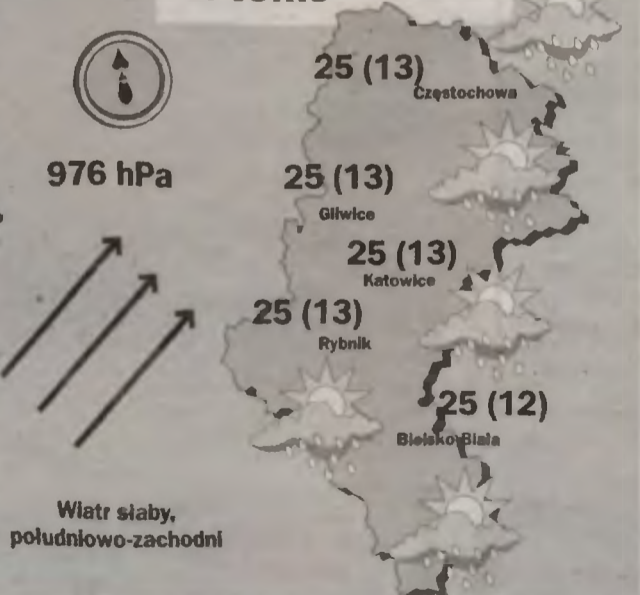 25 (13)
Częstochowa
976 hPa
25 (13)
Gliwice
25 (13)
Katowice
25 (13)
Rybnik
25 (12)
Bielsko Biała
Wiatr słaby,
południowo-zachodni